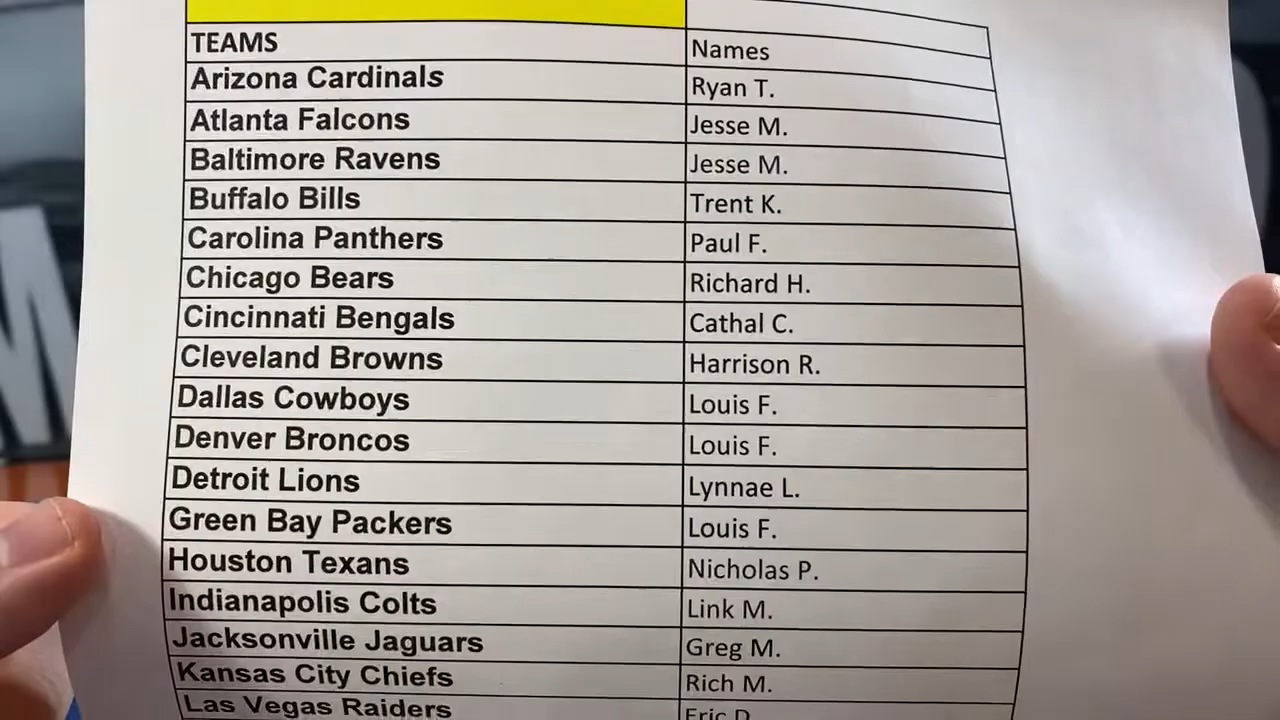 TEAMS Names
Arizona Cardinals Ryan T.
Atlanta Falcons Jesse M.
Baltimore Ravens Jesse M.
Buffalo Bills Trent K.
Carolina Panthers Paul F.
Chicago Bears Richard H.
Cincinnati Bengals Cathal C.
Cleveland Browns Harrison R.
Dallas Cowboys Louis F.
Denver Broncos Louis F.
Detroit Lions Lynnae L.
Green Bay Packers Louis F.
Houston Texans Nicholas P.
Indianapolis Colts Link M.
Jacksonville Jaguars Greg M.
Kansas City Chiefs Rich M.
Las Vegas Raiders Eric